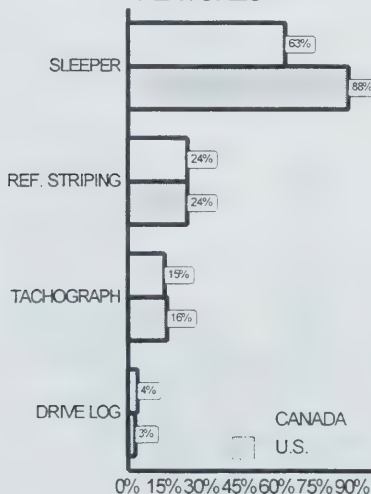 63%
SLEEPER
88%
24%
REF. STRIPING
24%
15%
TACHOGRAPH
16%
4%
DRIVE LOG
3%
CANADA
U.S.
0% 15% 30% 45% 60% 75% 90%